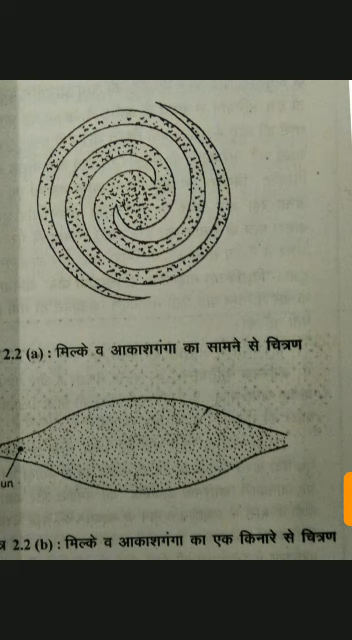 2.2 (a) : मिल्के व आकाशगंगा का सामने से चित्रण
un
त्र 2.2 (b) : मिल्के व आकाशगंगा का एक किनारे से चित्रण